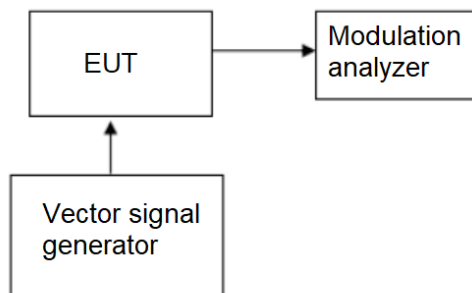 EUT
Modulation
analyzer
Vector signal
generator